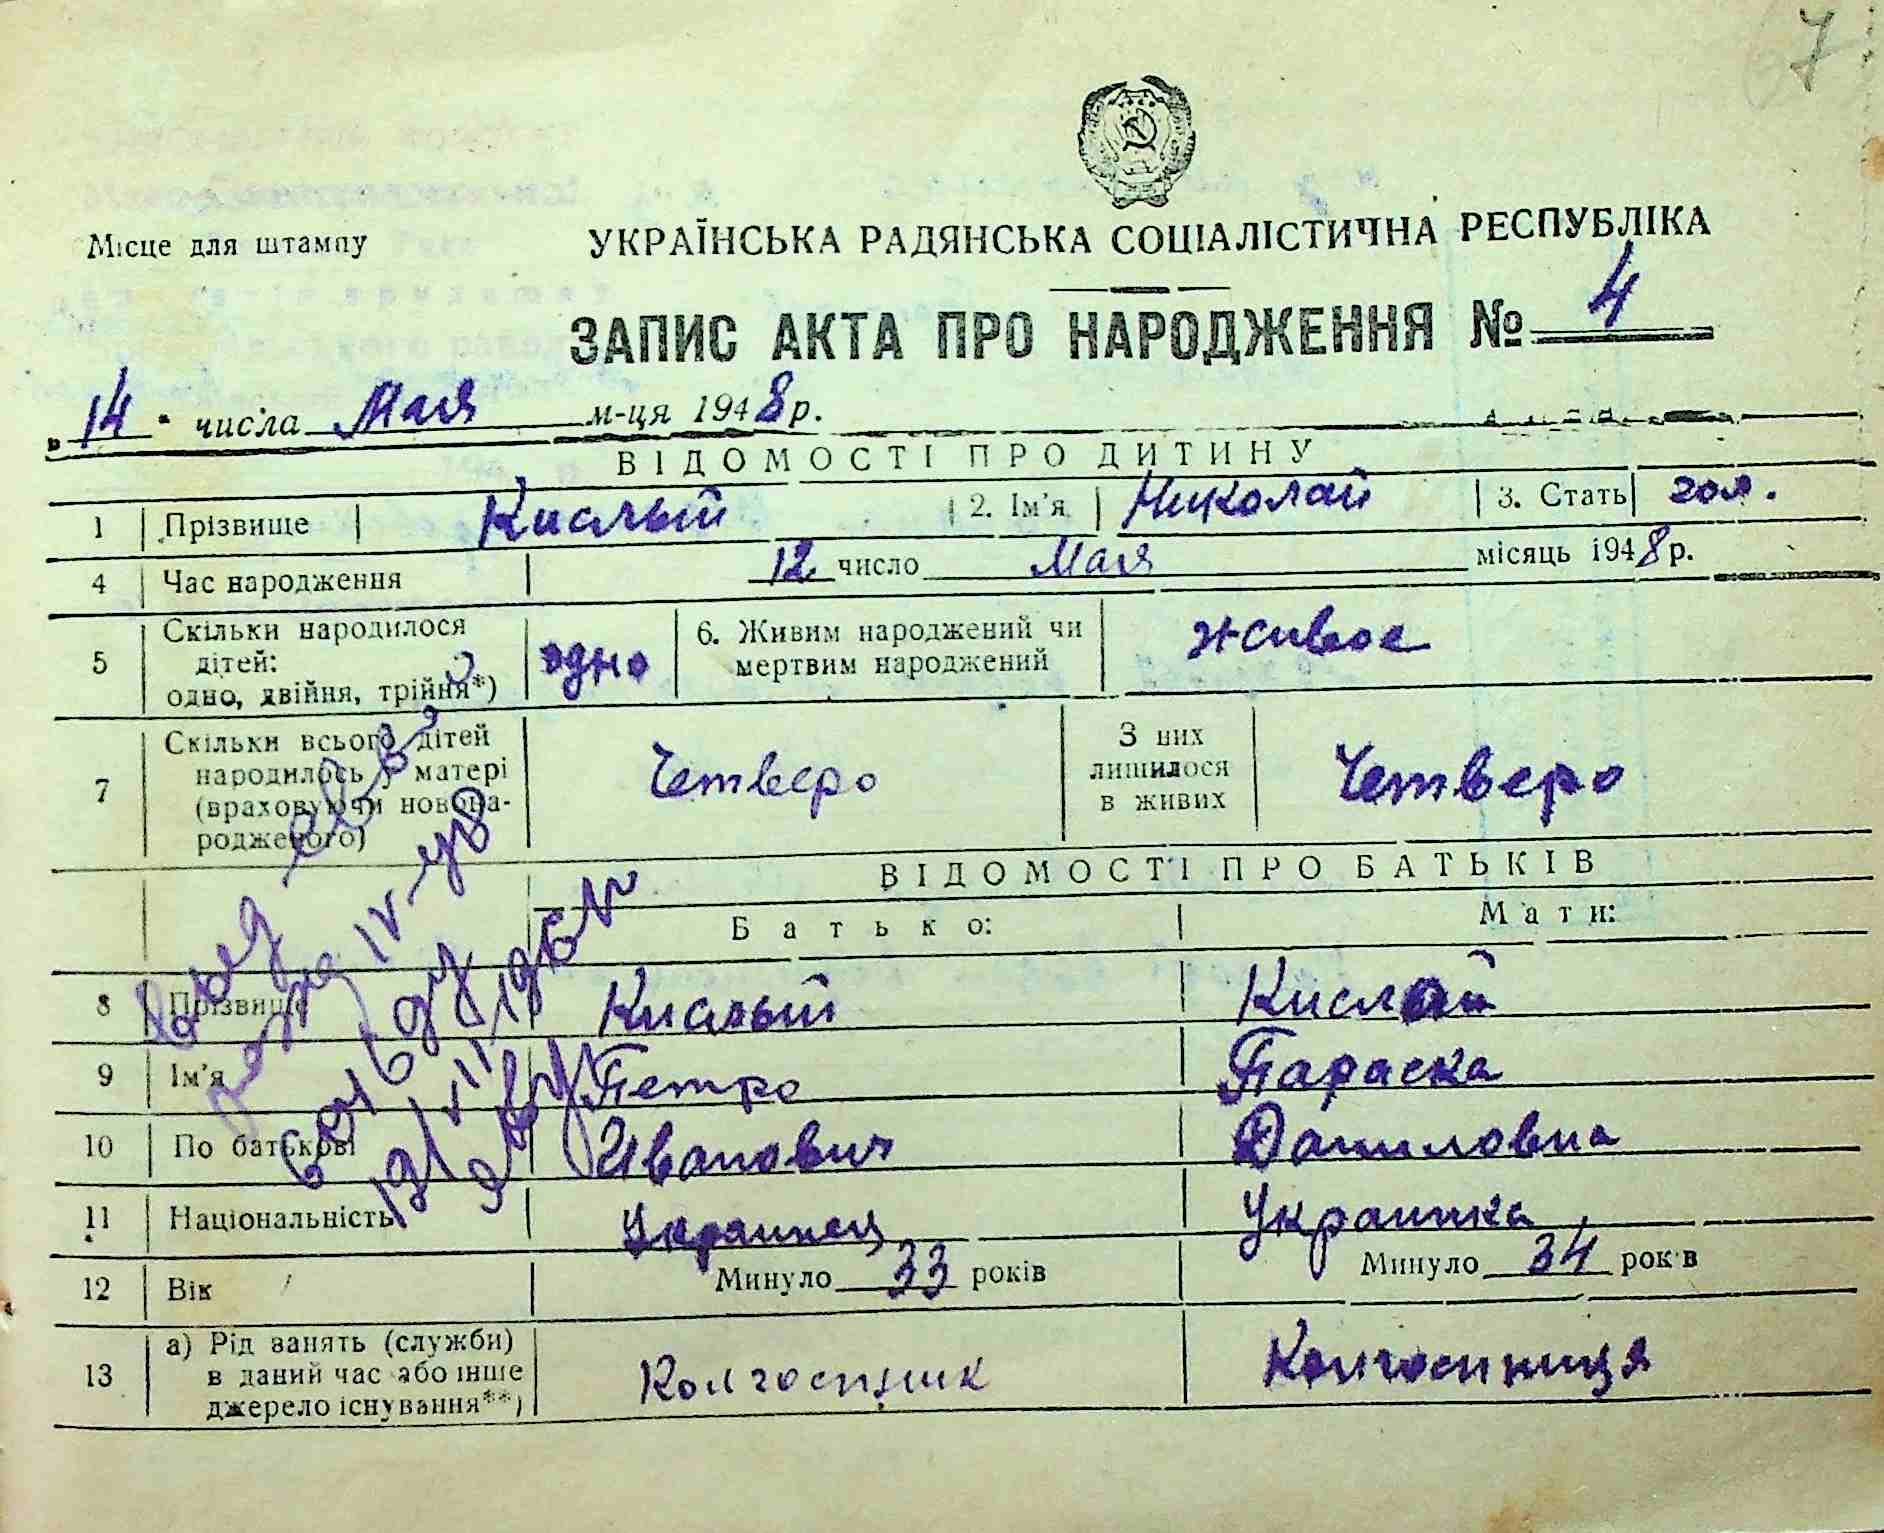 7
Місце для штампу
УКРАЇНСЬКА РАДЯНСЬКА СОЦІАЛІСТИЧНА РЕСПУБЛІКА
ЗАПИС АКТА ПРО НАРОДЖЕННЯ № 4
„14“ числа Мая м-ця 1948 р.
ВІДОМОСТІ ПРО ДИТИНУ
1 Прізвище Кислый 2. Ім'я Николай 3. Стать чол.
4 Час народження 12 число Мая місяць 1948 р.
5 Скільки народилося дітей: одно, двійня, трійня*) одно 6. Живим народжений чи мертвим народжений живое
7 Скільки всього дітей народилось у матері (враховуючи новонародженого) Четверо З них лишилося в живих Четверо
ВІДОМОСТІ ПРО БАТЬКІВ
Батько: Мати:
8 Прізвище Кислый Кислая
9 Ім'я Петро Параска
10 По батькові Иванович Даниловна
11 Національність Украинец Украинка
12 Вік Минуло 33 років Минуло 34 років
13 а) Рід занять (служби) в даний час або інше джерело існування**) Колгоспник Колгоспниця